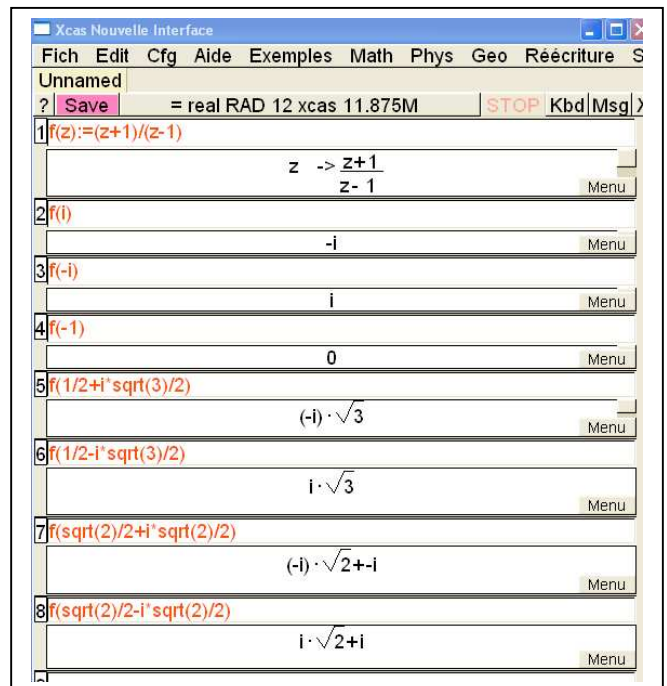 Xcas Nouvelle Interface
Fich Edit Cfg Aide Exemples Math Phys Geo Réécriture S
Unnamed
? Save = real RAD 12 xcas 11.875M STOP Kbd Msg X
1 f(z):=(z+1)/(z-1)
z -> z+1
z- 1
Menu
2 f(i)
-i
Menu
3 f(-i)
i
Menu
4 f(-1)
0
Menu
5 f(1/2+i*sqrt(3)/2)
(-i)·√3
Menu
6 f(1/2-i*sqrt(3)/2)
i·√3
Menu
7 f(sqrt(2)/2+i*sqrt(2)/2)
(-i)·√2+-i
Menu
8 f(sqrt(2)/2-i*sqrt(2)/2)
i·√2+i
Menu